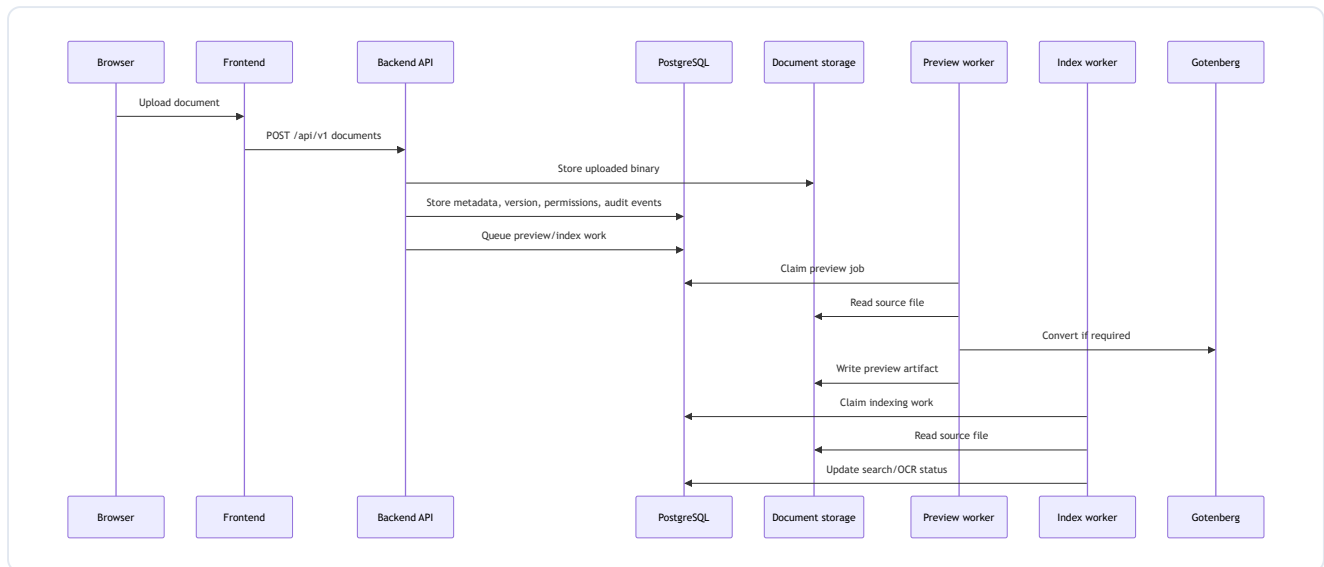 Browser
Frontend
Backend API
PostgreSQL
Document storage
Preview worker
Index worker
Gotenberg
Upload document
POST /api/v1 documents
Store uploaded binary
Store metadata, version, permissions, audit events
Queue preview/index work
Claim preview job
Read source file
Convert if required
Write preview artifact
Claim indexing work
Read source file
Update search/OCR status
Browser
Frontend
Backend API
PostgreSQL
Document storage
Preview worker
Index worker
Gotenberg